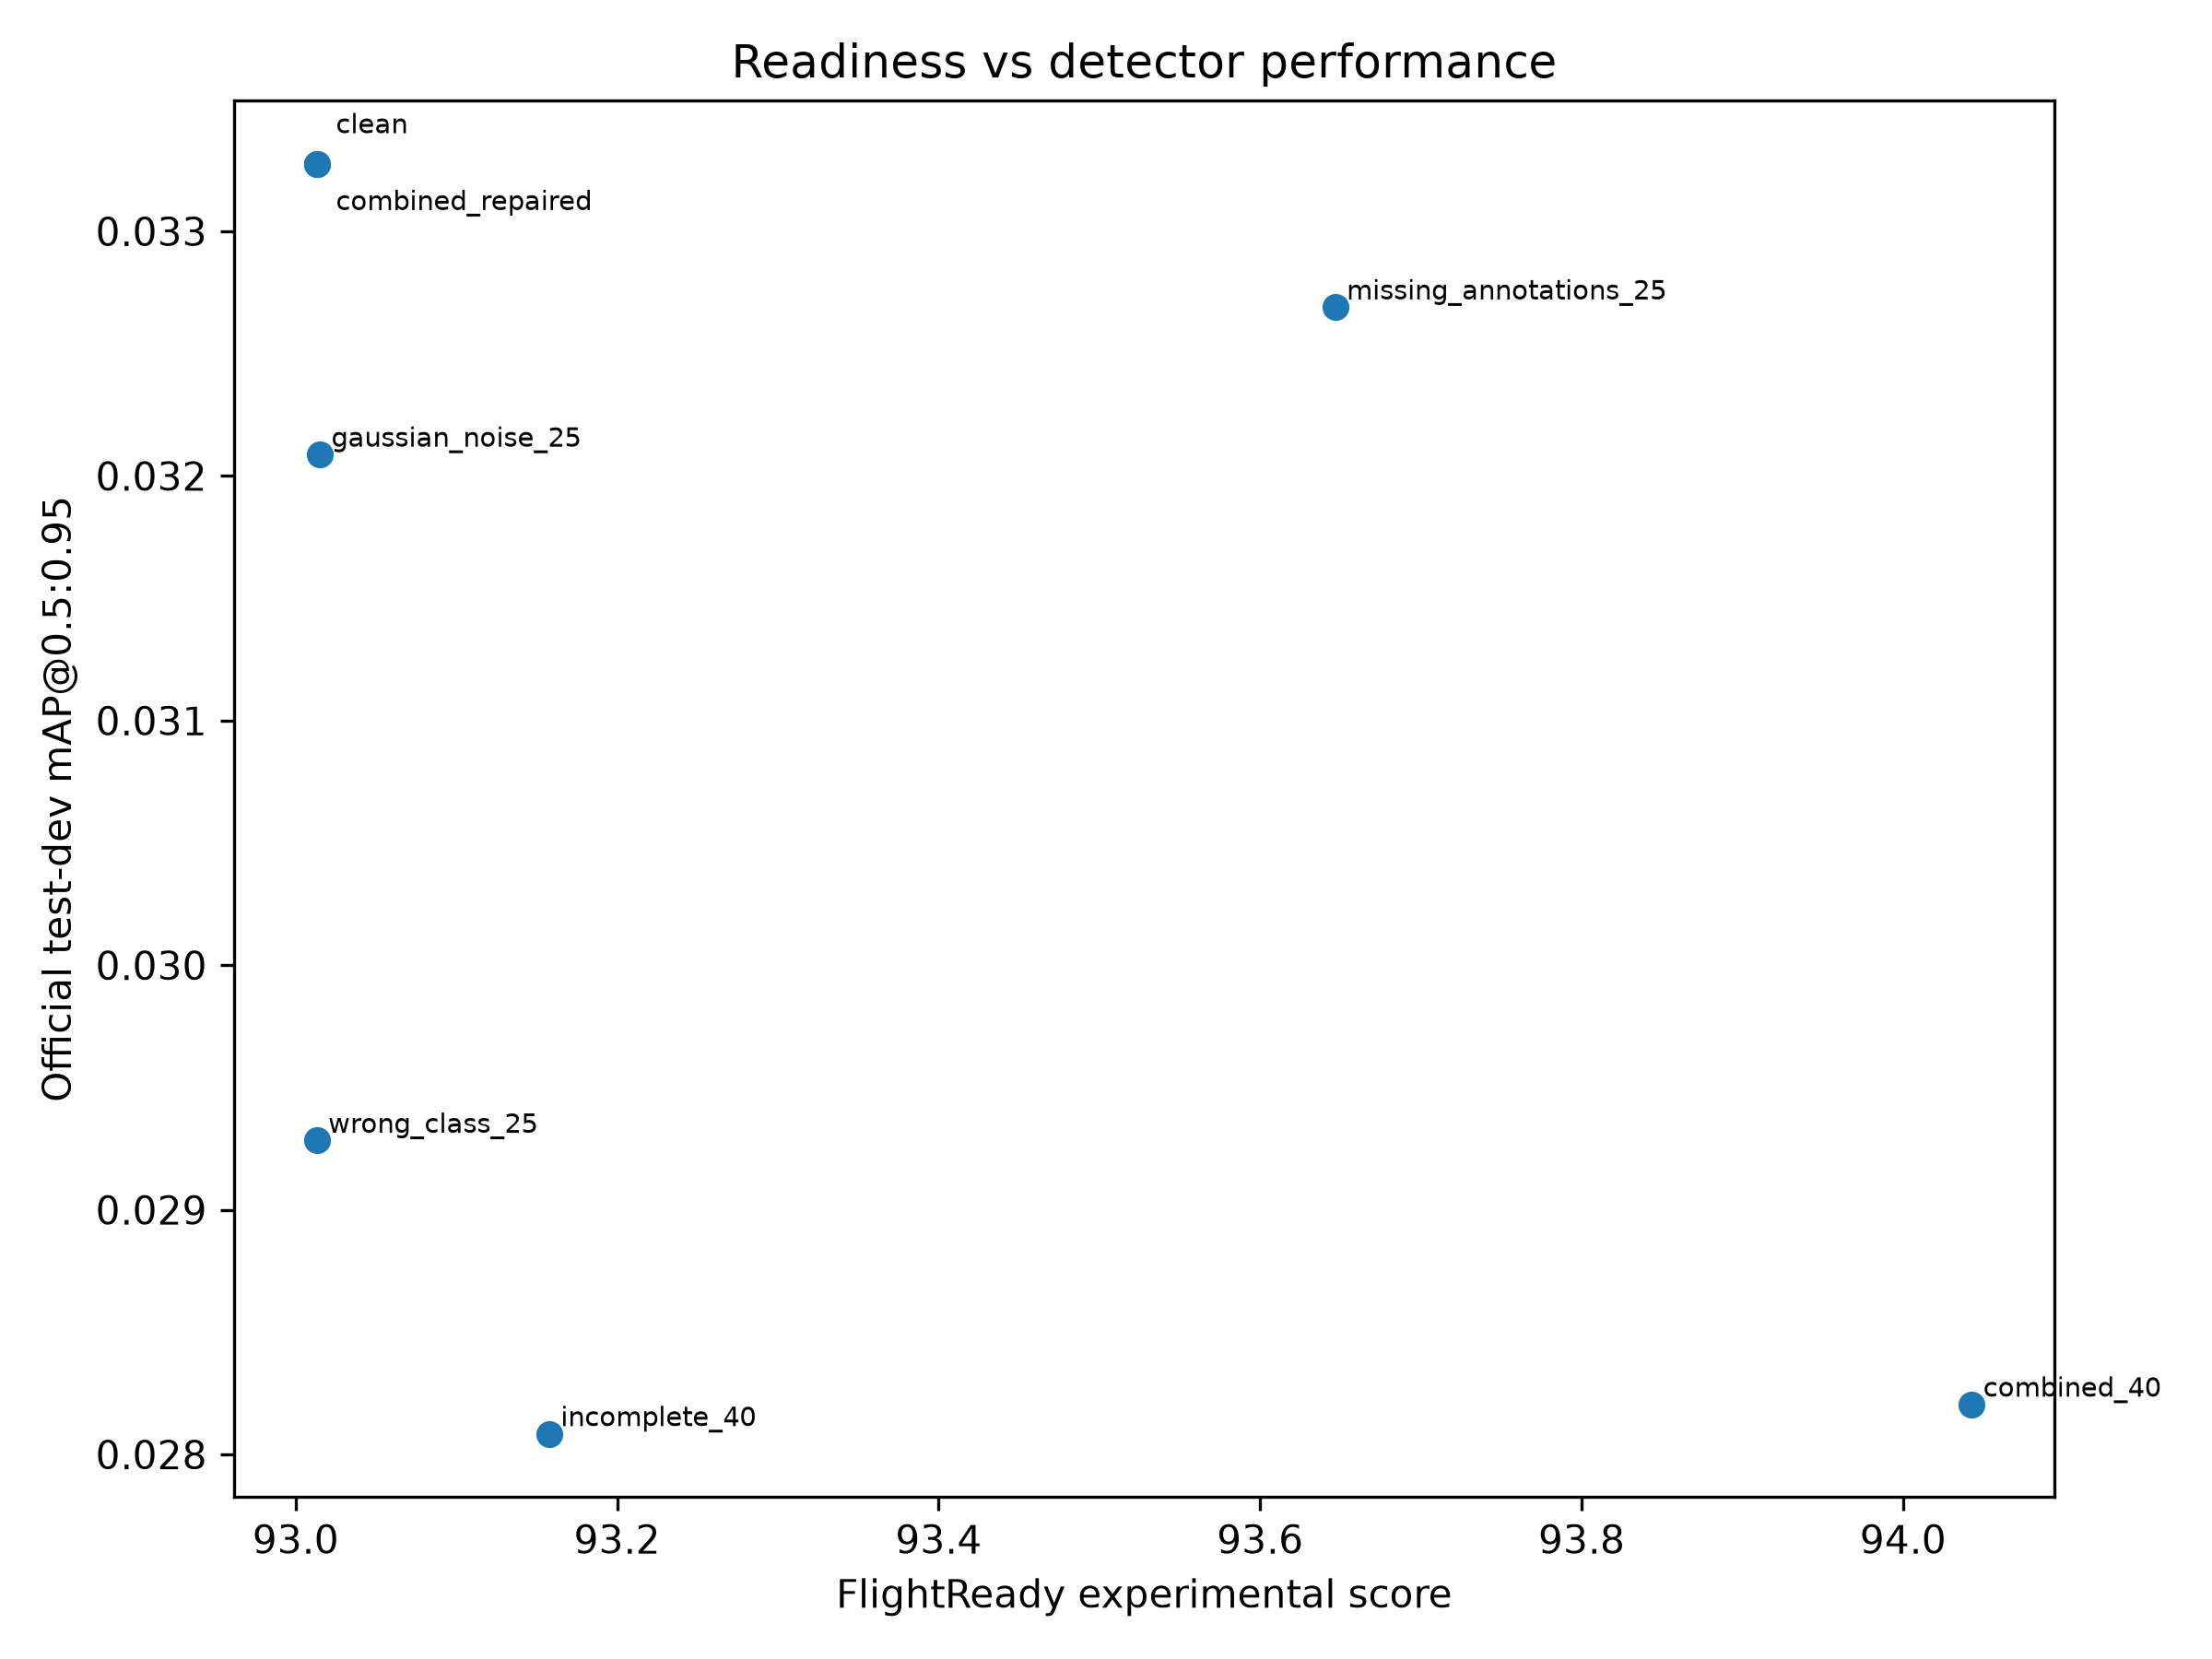 Readiness vs detector performance
clean
combined_repaired
0.033
missing_annotations_25
gaussian_noise_25
0.032
Official test-dev mAP@0.5:0.95
0.031
0.030
wrong_class_25
0.029
combined_40
incomplete_40
0.028
93.0 93.2 93.4 93.6 93.8 94.0
FlightReady experimental score